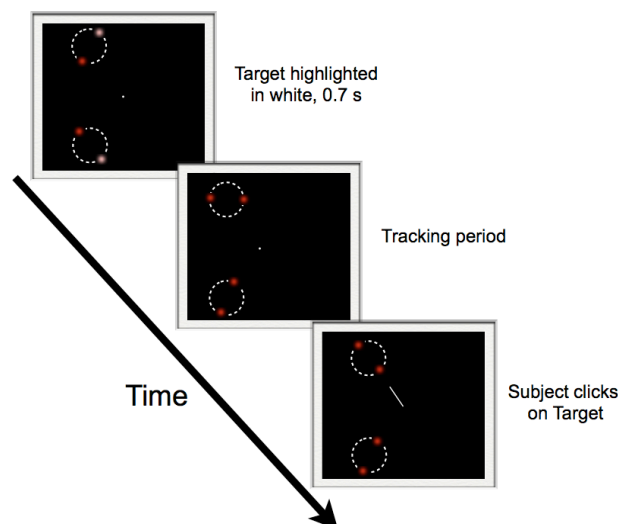 Target highlighted
in white, 0.7 s
Tracking period
Time
Subject clicks
on Target